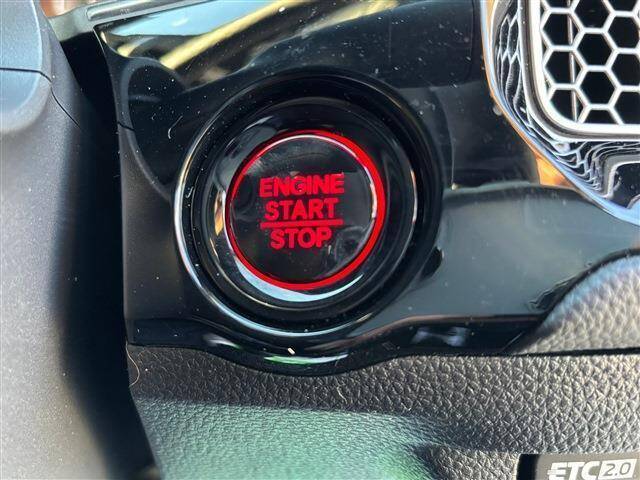 ENGINE
START
STOP
ETC 2.0